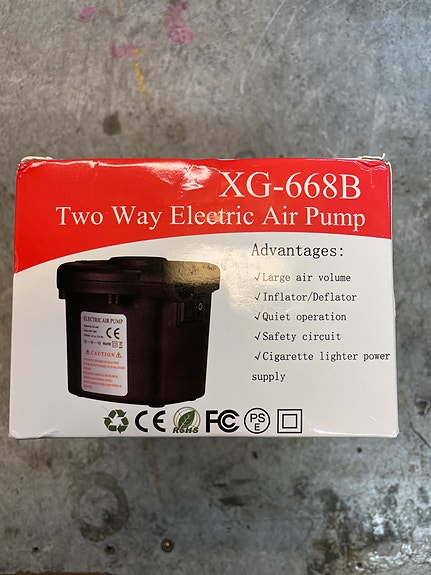 XG-668B
Two Way Electric Air Pump
Advantages:
✓Large air volume
✓Inflator/Deflator
✓Quiet operation
✓Safety circuit
✓Cigarette lighter power
supply
ELECTRIC AIR PUMP
CE
CAUTION
CE
RoHS
FC
PS
E